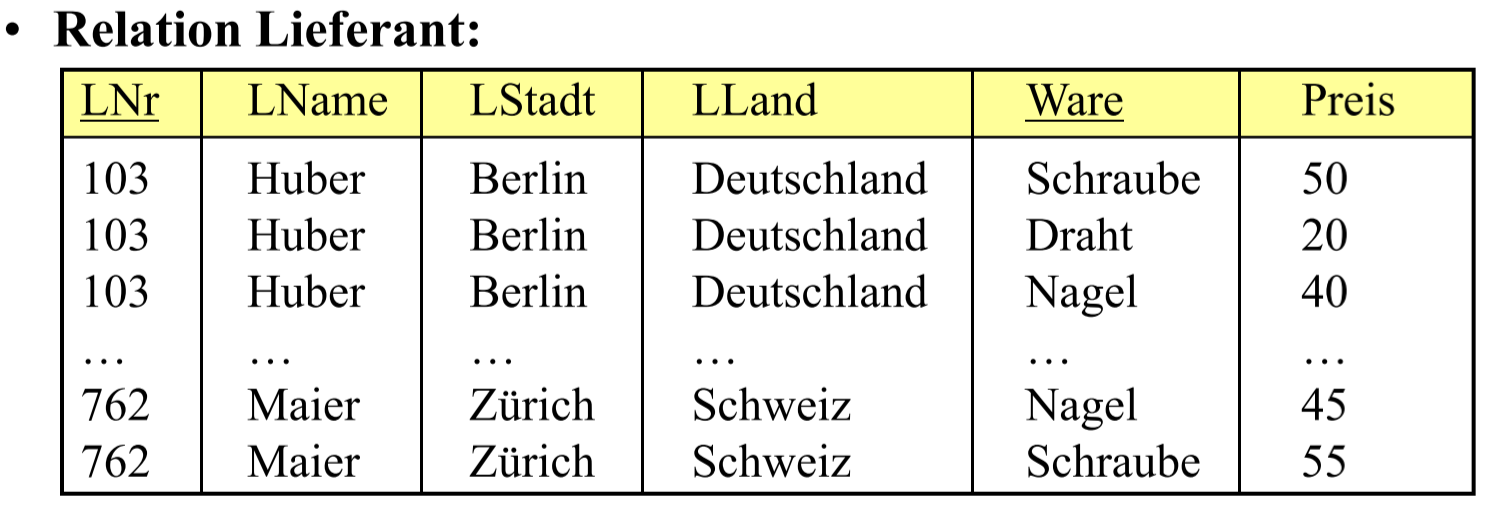 • Relation Lieferant:
LNr LName LStadt LLand Ware Preis
103 Huber Berlin Deutschland Schraube 50
103 Huber Berlin Deutschland Draht 20
103 Huber Berlin Deutschland Nagel 40
… … … … … …
762 Maier Zürich Schweiz Nagel 45
762 Maier Zürich Schweiz Schraube 55